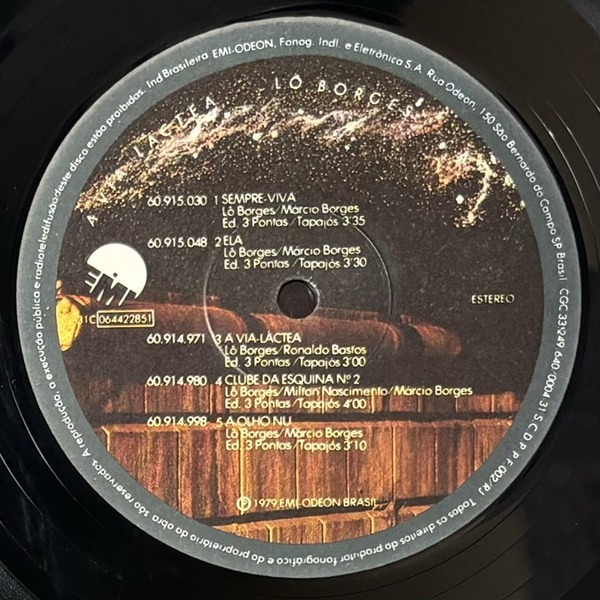 Ind. Brasileira EMI-ODEON, Fonog. Indl. e Eletrônica S.A. Rua Odeon, 150 São Bernardo do Campo SP Brasil CGC 33.249.640-0004 31 S C D P P F 002/RJ
Todos os direitos do produtor fonográfico e do proprietário da obra são reservados. A reprodução, a execução pública e radioteledifusão deste disco estão proibidas.
A VIA LÁCTEA
LÔ BORGES
60.915.030 1 SEMPRE-VIVA
Lô Borges/Márcio Borges
Ed. 3 Pontas/Tapajós 3'35
60.915.048 2 ELA
Lô Borges/Márcio Borges
Ed. 3 Pontas/Tapajós 3'30
EMI
ESTEREO
31C 064422851
60.914.971 3 A VIA-LÁCTEA
Lô Borges/Ronaldo Bastos
Ed. 3 Pontas/Tapajós 3'00
60.914.980 4 CLUBE DA ESQUINA Nº 2
Lô Borges/Milton Nascimento/Márcio Borges
Ed. 3 Pontas/Tapajós 4'00
60.914.998 5 A OLHO NU
Lô Borges/Márcio Borges
Ed. 3 Pontas/Tapajós 3'10
℗ 1979 EMI-ODEON BRASIL